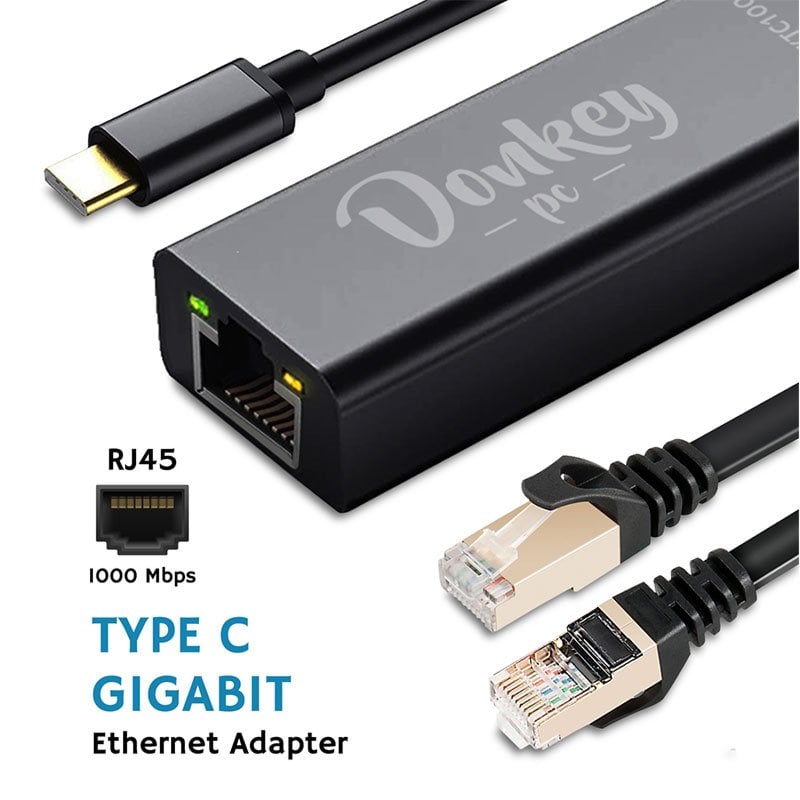 Donkey
- pc -
RJ45
1000 Mbps
TYPE C
GIGABIT
Ethernet Adapter